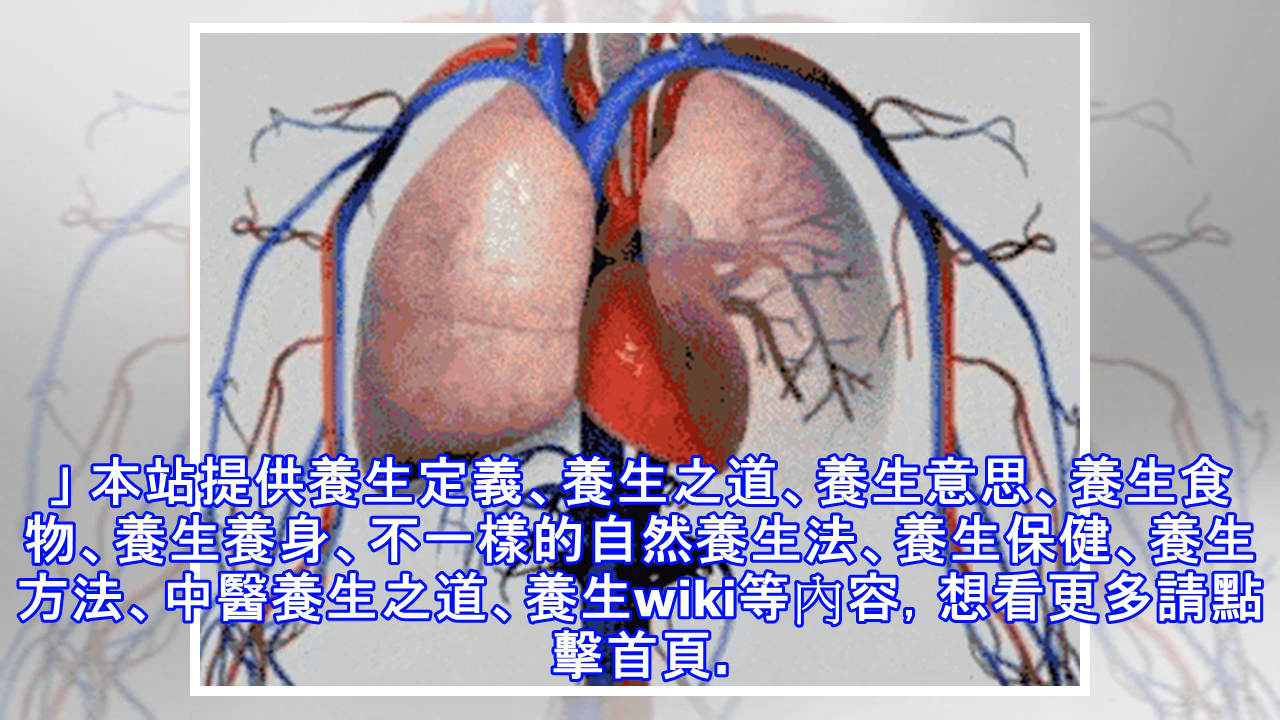 」本站提供養生定義、養生之道、養生意思、養生食
物、養生養身、不一樣的自然養生法、養生保健、養生
方法、中醫養生之道、養生wiki等內容, 想看更多請點
擊首頁.